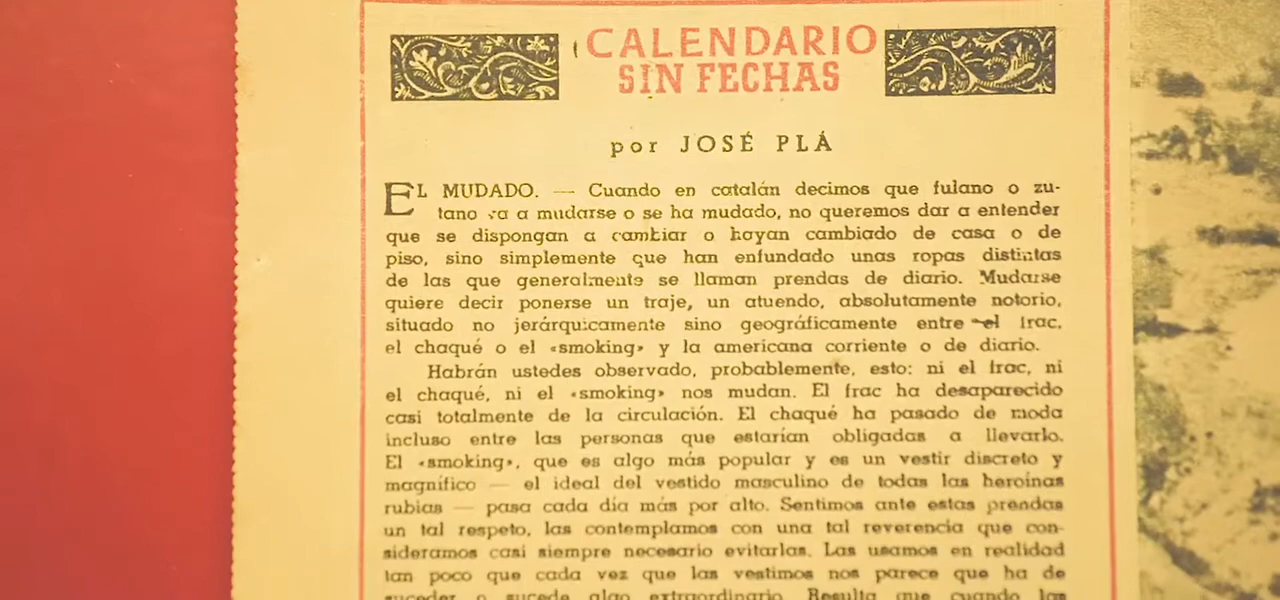 CALENDARIO
SIN FECHAS
por JOSÉ PLÁ
EL MUDADO. — Cuando en catalán decimos que fulano o zu-
tano va a mudarse o se ha mudado, no queremos dar a entender
que se dispongan a cambiar o hayan cambiado de casa o de
piso, sino simplemente que han enfundado unas ropas distintas
de las que generalmente se llaman prendas de diario. Mudarse
quiere decir ponerse un traje, un atuendo, absolutamente notorio,
situado no jerárquicamente sino geográficamente entre el frac,
el chaqué o el «smoking» y la americana corriente o de diario.
Habrán ustedes observado, probablemente, esto: ni el frac, ni
el chaqué, ni el «smoking» nos mudan. El frac ha desaparecido
casi totalmente de la circulación. El chaqué ha pasado de moda
incluso entre las personas que estarían obligadas a llevarlo.
El «smoking», que es algo más popular y es un vestir discreto y
magnífico — el ideal del vestido masculino de todas las heroínas
rubias — pasa cada día más por alto. Sentimos ante estas prendas
un tal respeto, las contemplamos con una tal reverencia que con-
sideramos casi siempre necesario evitarlas. Las usamos en realidad
tan poco que cada vez que las vestimos nos parece que ha de
suceder o sucede algo extraordinario. Resulta que cuando las